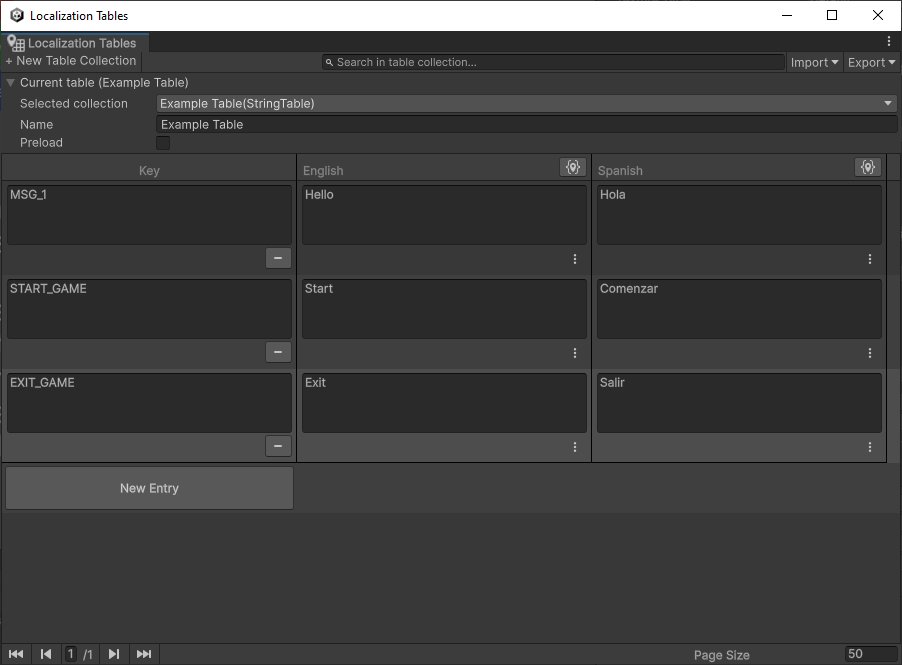 Localization Tables
Localization Tables
+ New Table Collection
Search in table collection...
Import
Export
Current table (Example Table)
Selected collection
Example Table(StringTable)
Name
Example Table
Preload
Key
English
Spanish
MSG_1
Hello
Hola
START_GAME
Start
Comenzar
EXIT_GAME
Exit
Salir
New Entry
1 /1
Page Size
50